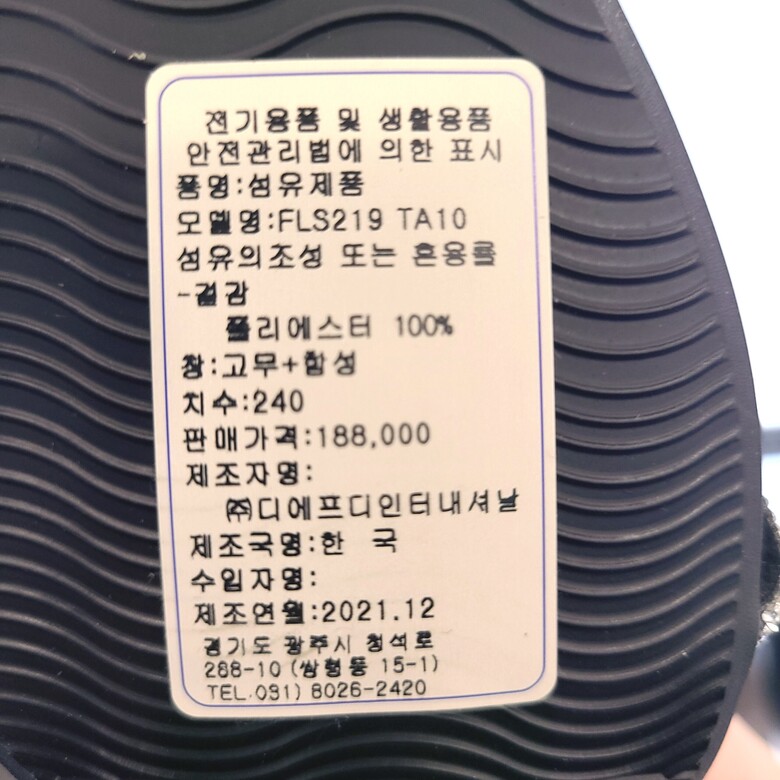 전기용품 및 생활용품
안전관리법에 의한 표시
품명:섬유제품
모델명:FLS219 TA10
섬유의조성 또는 혼용률
-겉감
폴리에스터 100%
창:고무+합성
치수:240
판매가격:188,000
제조자명:
㈜디에프디인터내셔날
제조국명:한 국
수입자명:
제조연월:2021.12
경기도 광주시 청석로
268-10 (쌍령동 15-1)
TEL.031) 8026-2420